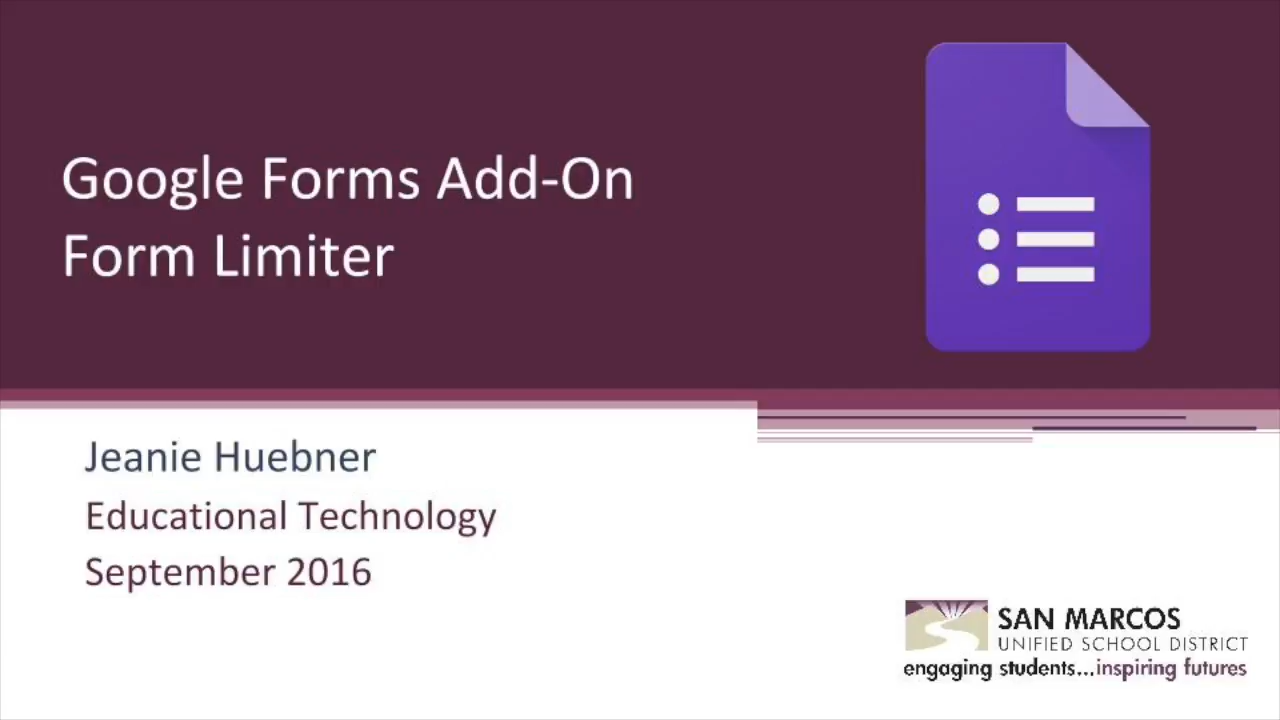 Google Forms Add-On
Form Limiter
Jeanie Huebner
Educational Technology
September 2016
SAN MARCOS
UNIFIED SCHOOL DISTRICT
engaging students...inspiring futures